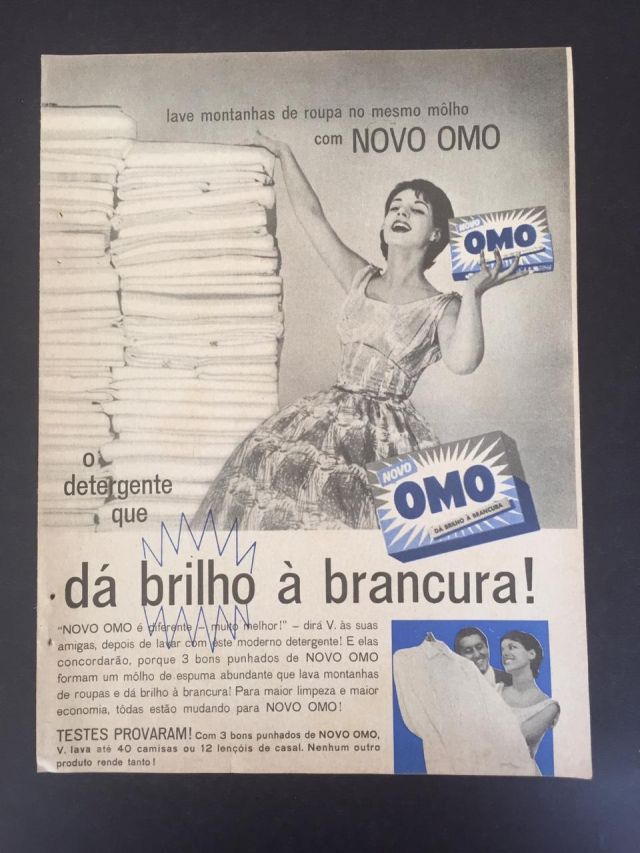 lave montanhas de roupa no mesmo môlho
com NOVO OMO
NOVO
OMO
o
detergente
que
NOVO
OMO
DÁ BRILHO À BRANCURA
dá brilho à brancura!
"NOVO OMO é diferente – muito melhor!" – dirá V. às suas
amigas, depois de lavar com êste moderno detergente! E elas
concordarão, porque 3 bons punhados de NOVO OMO
formam um môlho de espuma abundante que lava montanhas
de roupas e dá brilho à brancura! Para maior limpeza e maior
economia, tôdas estão mudando para NOVO OMO!
TESTES PROVARAM! Com 3 bons punhados de NOVO OMO,
V. lava até 40 camisas ou 12 lençóis de casal. Nenhum outro
produto rende tanto!